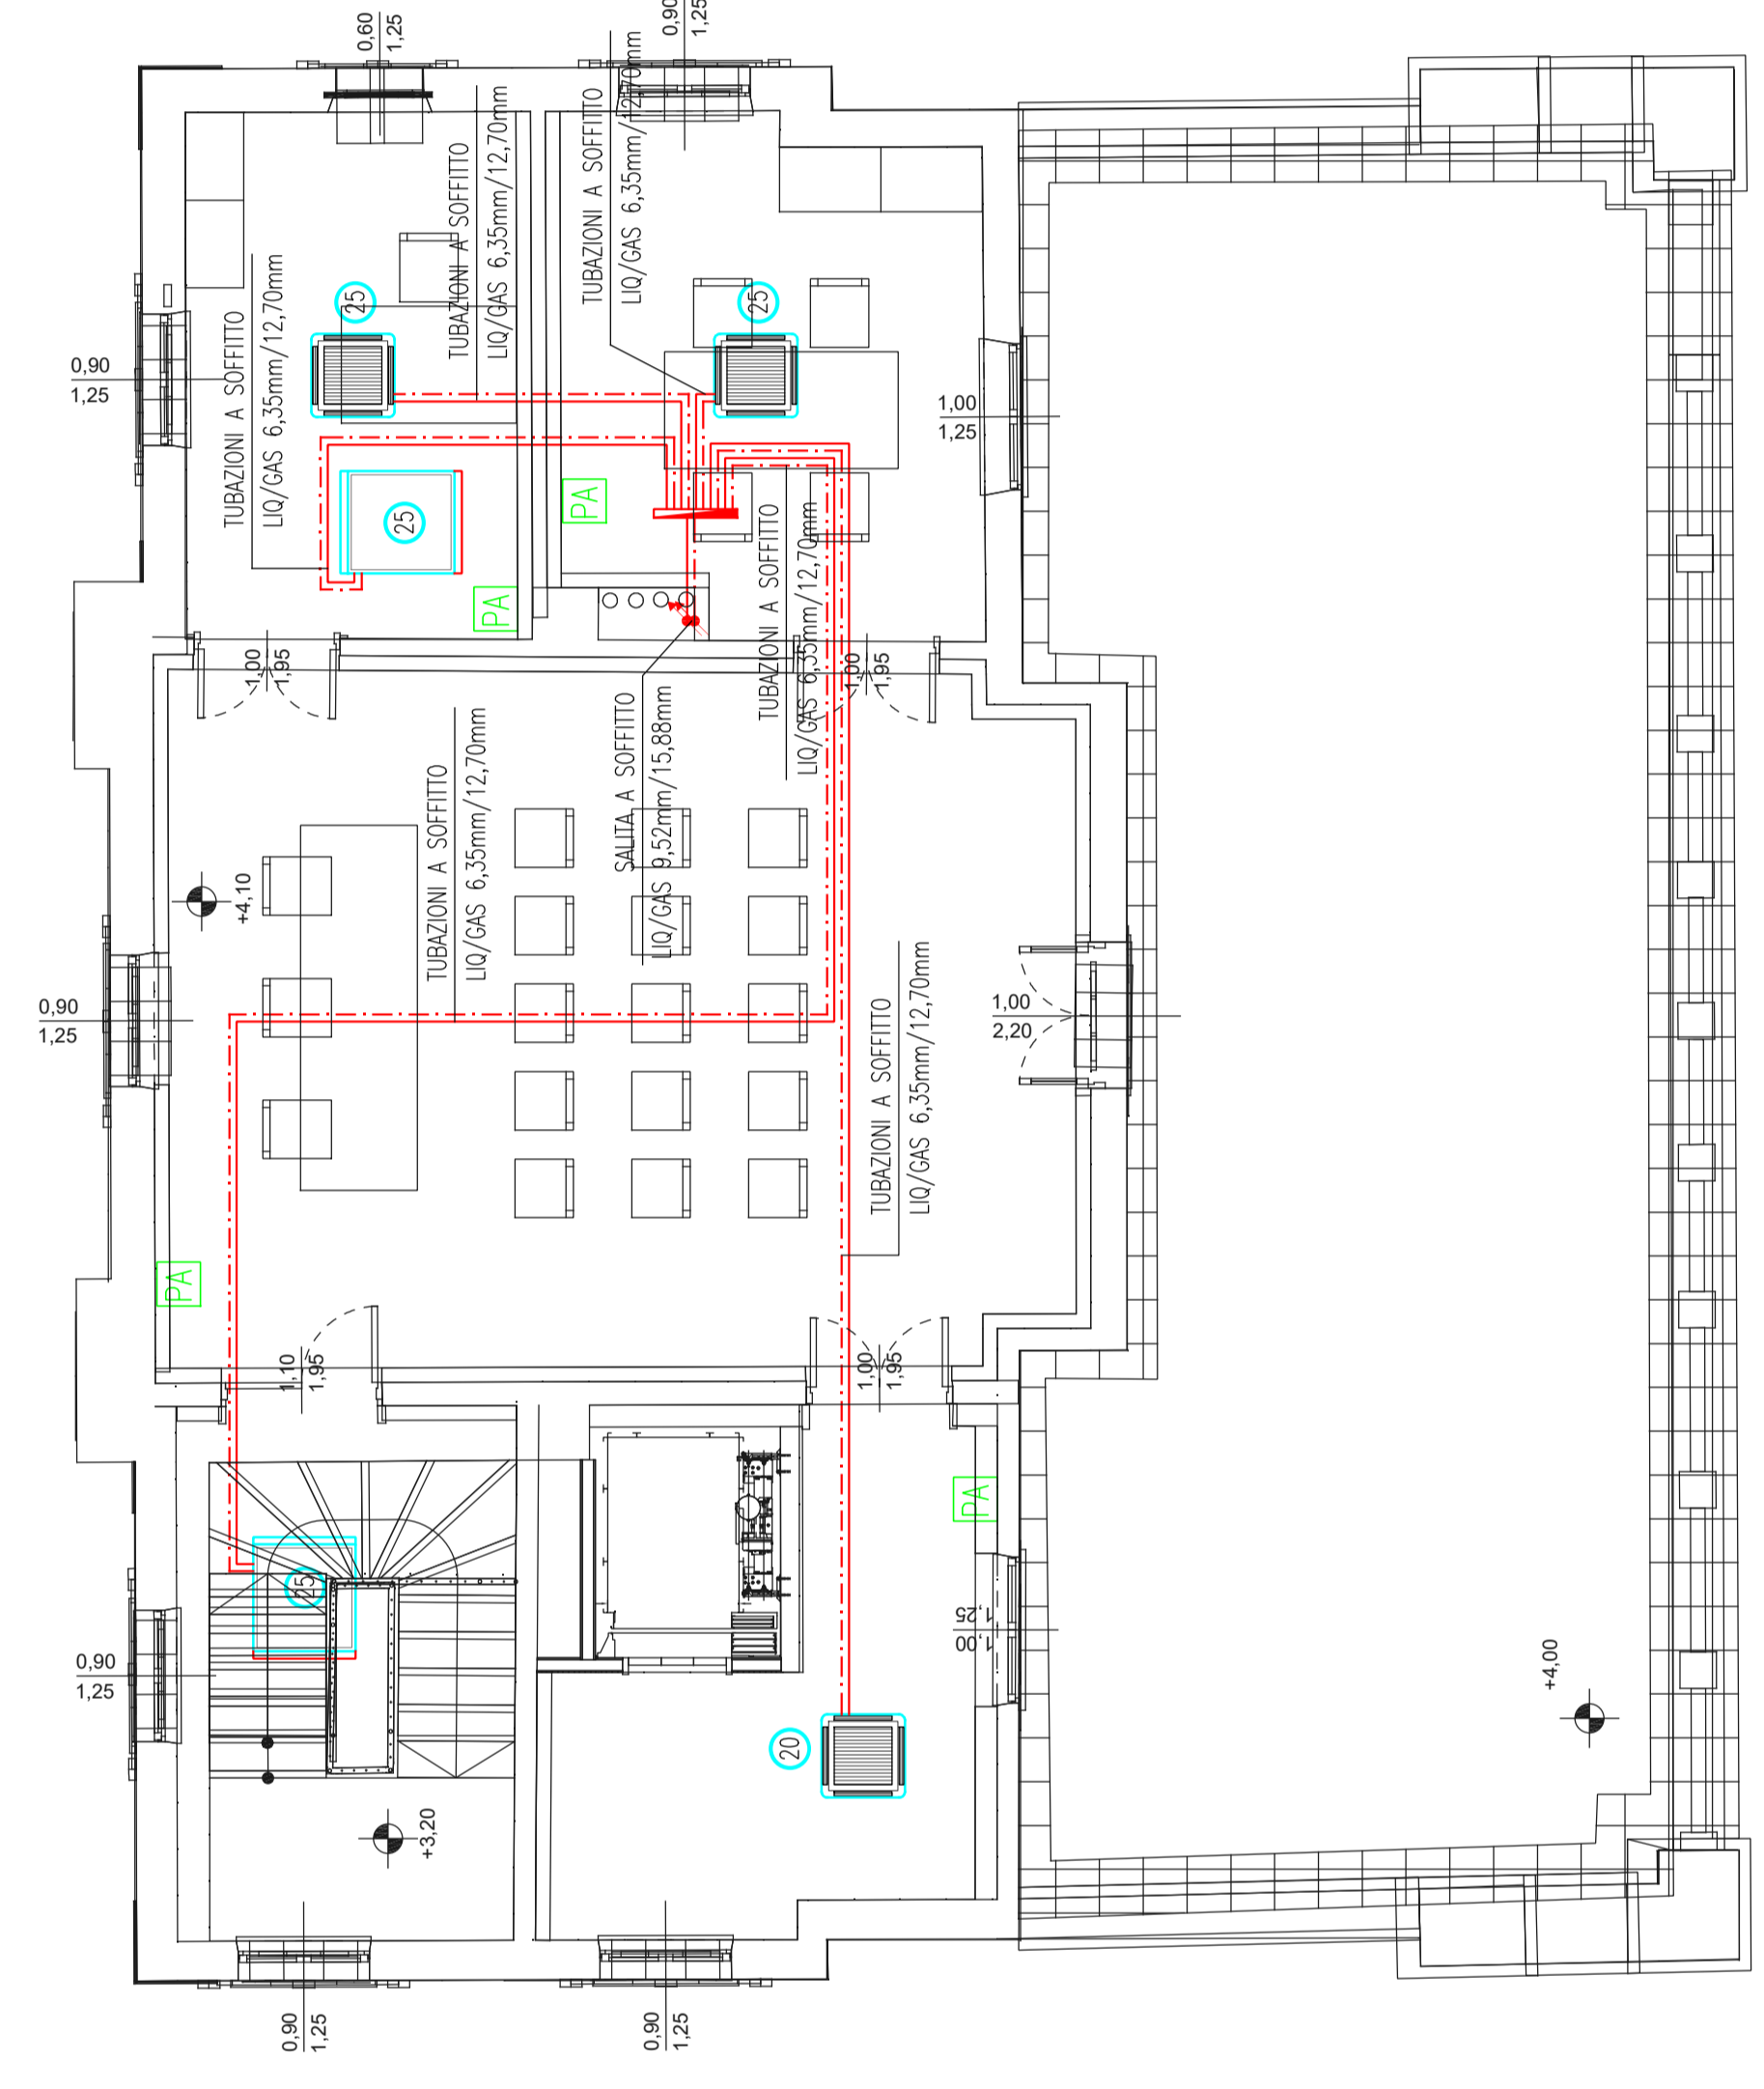 0,60
1,25
0,90
1,25
TUBAZIONI A SOFFITTO
LIQ/GAS 6,35mm/12,70mm
TUBAZIONI A SOFFITTO
LIQ/GAS 6,35mm/12,70mm
TUBAZIONI A SOFFITTO
LIQ/GAS 6,35mm/12,70mm
25
25
0,90
1,25
1,00
1,25
25
PA
PA
TUBAZIONI A SOFFITTO
LIQ/GAS 6,35mm/12,70mm
1,00
1,95
1,00
1,95
SALITA A SOFFITTO
LIQ/GAS 9,52mm/15,88mm
TUBAZIONI A SOFFITTO
LIQ/GAS 6,35mm/12,70mm
+4,10
0,90
1,25
1,00
2,20
TUBAZIONI A SOFFITTO
LIQ/GAS 6,35mm/12,70mm
PA
1,10
1,95
1,00
1,95
PA
25
1,00
1,25
0,90
1,25
+4,00
20
+3,20
0,90
1,25
0,90
1,25